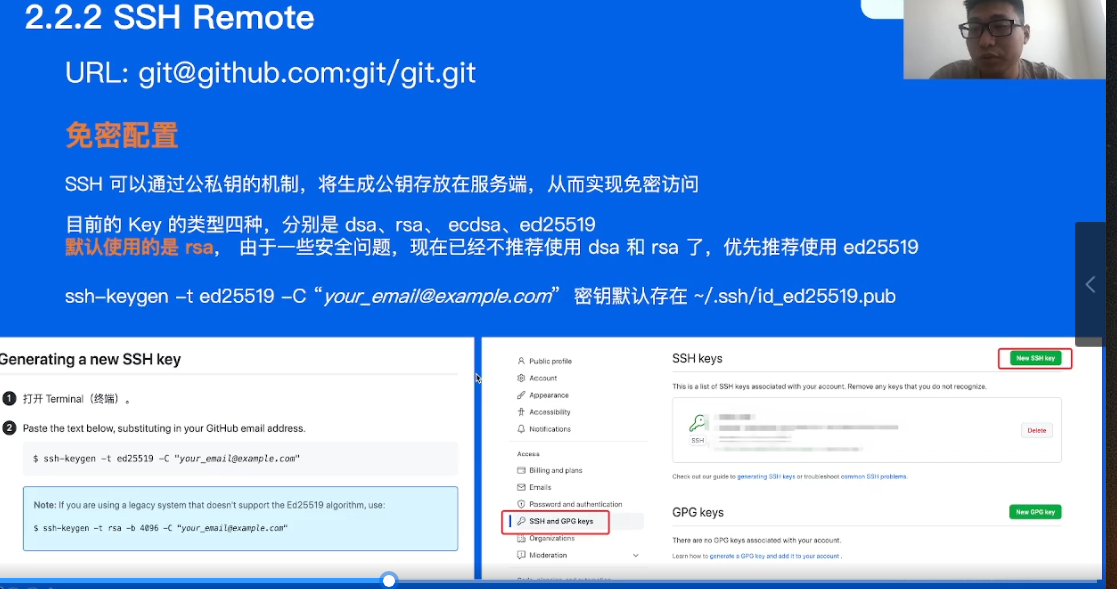 2.2.2 SSH Remote
URL: git@github.com:git/git.git
免密配置
SSH 可以通过公私钥的机制，将生成公钥存放在服务端，从而实现免密访问
目前的 Key 的类型四种，分别是 dsa、rsa、 ecdsa、ed25519
默认使用的是 rsa， 由于一些安全问题，现在已经不推荐使用 dsa 和 rsa 了，优先推荐使用 ed25519
ssh-keygen -t ed25519 -C “your_email@example.com” 密钥默认存在 ~/.ssh/id_ed25519.pub
Generating a new SSH key
1 打开 Terminal（终端）。
2 Paste the text below, substituting in your GitHub email address.
$ ssh-keygen -t ed25519 -C "your_email@example.com"
Note: If you are using a legacy system that doesn't support the Ed25519 algorithm, use:
$ ssh-keygen -t rsa -b 4096 -C "your_email@example.com"
Public profile
Account
Appearance
Accessibility
Notifications
Access
Billing and plans
Emails
Password and authentication
SSH and GPG keys
Organizations
Moderation
SSH keys
New SSH key
This is a list of SSH keys associated with your account. Remove any keys that you do not recognize.
SSH
Delete
Check out our guide to generating SSH keys or troubleshoot common SSH problems.
GPG keys
New GPG key
There are no GPG keys associated with your account.
Learn how to generate a GPG key and add it to your account .